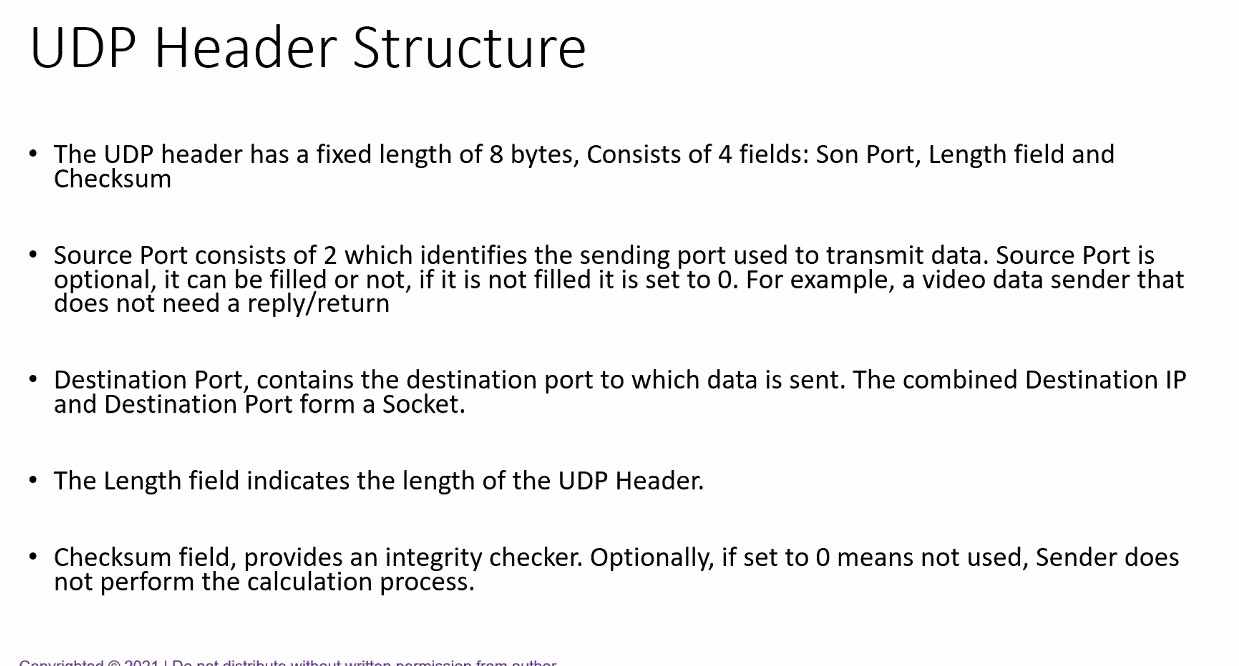 UDP Header Structure
• The UDP header has a fixed length of 8 bytes, Consists of 4 fields: Son Port, Length field and
Checksum
• Source Port consists of 2 which identifies the sending port used to transmit data. Source Port is
optional, it can be filled or not, if it is not filled it is set to 0. For example, a video data sender that
does not need a reply/return
• Destination Port, contains the destination port to which data is sent. The combined Destination IP
and Destination Port form a Socket.
• The Length field indicates the length of the UDP Header.
• Checksum field, provides an integrity checker. Optionally, if set to 0 means not used, Sender does
not perform the calculation process.
Copyrighted © 2021 | Do not distribute without written permission from author